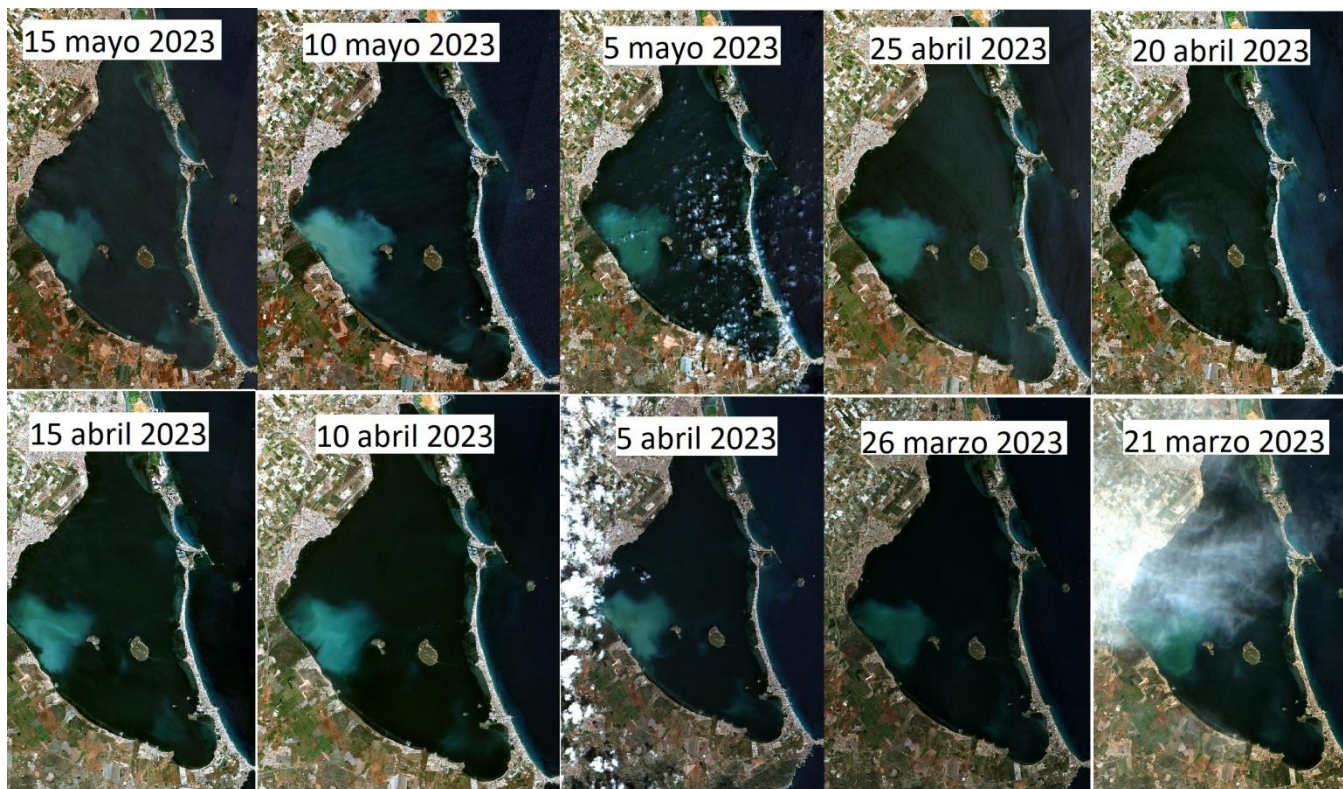 15 mayo 2023
10 mayo 2023
5 mayo 2023
25 abril 2023
20 abril 2023
15 abril 2023
10 abril 2023
5 abril 2023
26 marzo 2023
21 marzo 2023